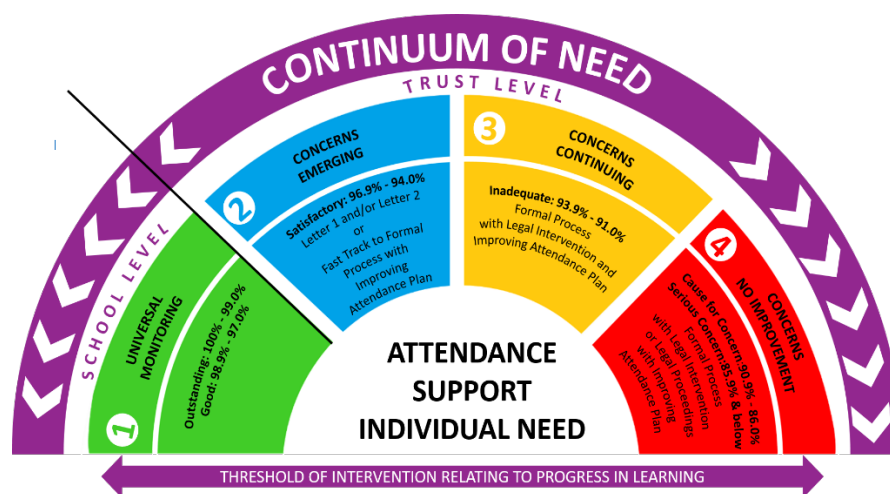 CONTINUUM OF NEED
TRUST LEVEL
SCHOOL LEVEL
1
UNIVERSAL
MONITORING
Outstanding: 100% - 99.0%
Good: 98.9% - 97.0%
2
CONCERNS
EMERGING
Satisfactory: 96.9% - 94.0%
Letter 1 and/or Letter 2
or
Fast Track to Formal
Process with
Improving
Attendance Plan
3
CONCERNS
CONTINUING
Inadequate: 93.9% - 91.0%
Formal Process
with Legal Intervention and
Improving Attendance Plan
4
CONCERNS
NO IMPROVEMENT
Cause for Concern:90.9% - 86.0%
Serious Concern:85.9% & below
Formal Process
with Legal Intervention
or Legal Proceedings
with Improving
Attendance Plan
ATTENDANCE
SUPPORT
INDIVIDUAL NEED
THRESHOLD OF INTERVENTION RELATING TO PROGRESS IN LEARNING